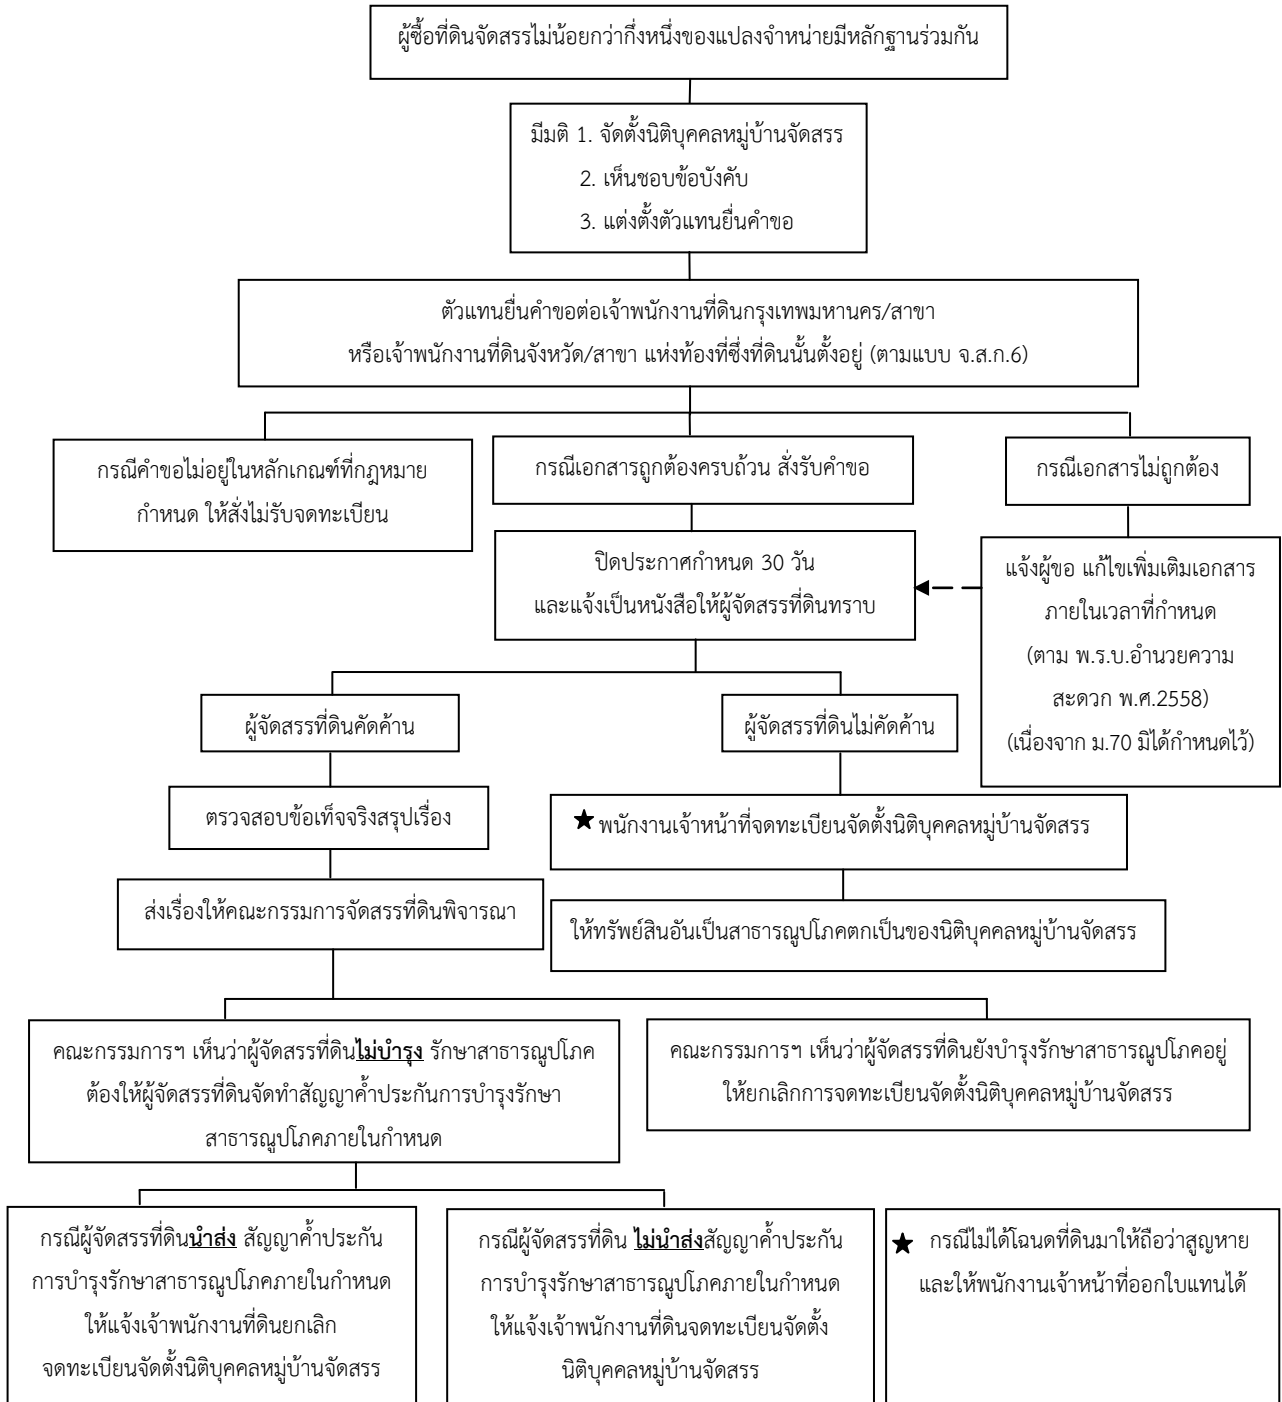 ผู้ซื้อที่ดินจัดสรรไม่น้อยกว่ากึ่งหนึ่งของแปลงจำหน่ายมีหลักฐานร่วมกัน
มีมติ 1. จัดตั้งนิติบุคคลหมู่บ้านจัดสรร
2. เห็นชอบข้อบังคับ
3. แต่งตั้งตัวแทนยื่นคำขอ
ตัวแทนยื่นคำขอต่อเจ้าพนักงานที่ดินกรุงเทพมหานคร/สาขา
หรือเจ้าพนักงานที่ดินจังหวัด/สาขา แห่งท้องที่ซึ่งที่ดินนั้นตั้งอยู่ (ตามแบบ จ.ส.ก.6)
กรณีคำขอไม่อยู่ในหลักเกณฑ์ที่กฎหมาย
กำหนด ให้สั่งไม่รับจดทะเบียน
กรณีเอกสารถูกต้องครบถ้วน สั่งรับคำขอ
กรณีเอกสารไม่ถูกต้อง
ปิดประกาศกำหนด 30 วัน
และแจ้งเป็นหนังสือให้ผู้จัดสรรที่ดินทราบ
แจ้งผู้ขอ แก้ไขเพิ่มเติมเอกสาร
ภายในเวลาที่กำหนด
(ตาม พ.ร.บ.อำนวยความ
สะดวก พ.ศ.2558)
(เนื่องจาก ม.70 มิได้กำหนดไว้)
ผู้จัดสรรที่ดินคัดค้าน
ผู้จัดสรรที่ดินไม่คัดค้าน
ตรวจสอบข้อเท็จจริงสรุปเรื่อง
★ พนักงานเจ้าหน้าที่จดทะเบียนจัดตั้งนิติบุคคลหมู่บ้านจัดสรร
ส่งเรื่องให้คณะกรรมการจัดสรรที่ดินพิจารณา
ให้ทรัพย์สินอันเป็นสาธารณูปโภคตกเป็นของนิติบุคคลหมู่บ้านจัดสรร
คณะกรรมการฯ เห็นว่าผู้จัดสรรที่ดินไม่บำรุง รักษาสาธารณูปโภค
ต้องให้ผู้จัดสรรที่ดินจัดทำสัญญาค้ำประกันการบำรุงรักษา
สาธารณูปโภคภายในกำหนด
คณะกรรมการฯ เห็นว่าผู้จัดสรรที่ดินยังบำรุงรักษาสาธารณูปโภคอยู่
ให้ยกเลิกการจดทะเบียนจัดตั้งนิติบุคคลหมู่บ้านจัดสรร
กรณีผู้จัดสรรที่ดินนำส่ง สัญญาค้ำประกัน
การบำรุงรักษาสาธารณูปโภคภายในกำหนด
ให้แจ้งเจ้าพนักงานที่ดินยกเลิก
จดทะเบียนจัดตั้งนิติบุคคลหมู่บ้านจัดสรร
กรณีผู้จัดสรรที่ดิน ไม่นำส่งสัญญาค้ำประกัน
การบำรุงรักษาสาธารณูปโภคภายในกำหนด
ให้แจ้งเจ้าพนักงานที่ดินจดทะเบียนจัดตั้ง
นิติบุคคลหมู่บ้านจัดสรร
★ กรณีไม่ได้โฉนดที่ดินมาให้ถือว่าสูญหาย
และให้พนักงานเจ้าหน้าที่ออกใบแทนได้